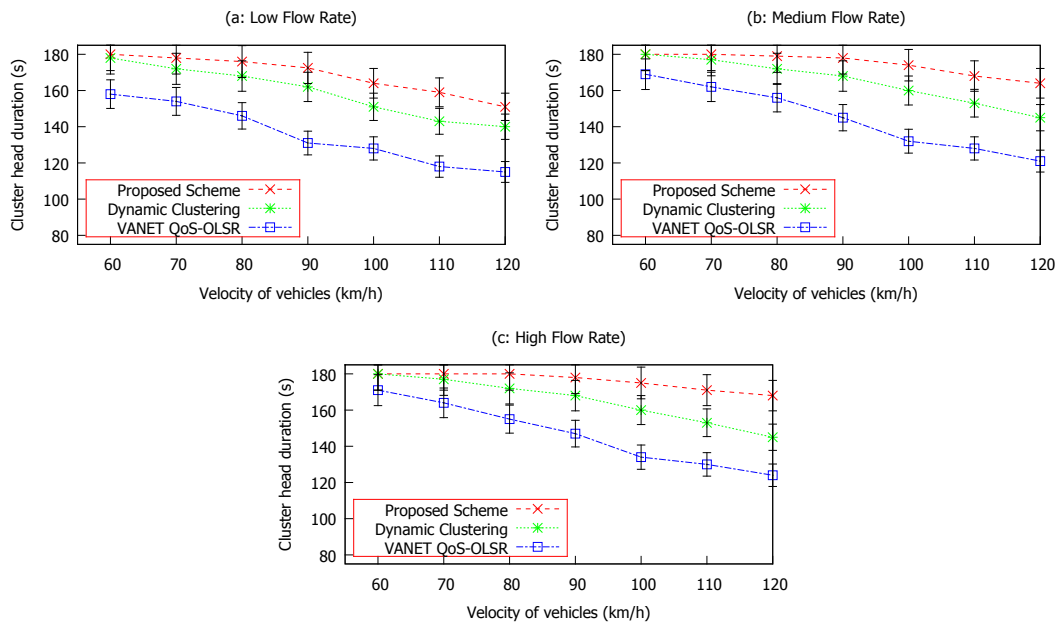 (a: Low Flow Rate)
Cluster head duration (s)
180
160
140
120
100
80
Proposed Scheme
Dynamic Clustering
VANET QoS-OLSR
60 70 80 90 100 110 120
Velocity of vehicles (km/h)
(b: Medium Flow Rate)
Cluster head duration (s)
180
160
140
120
100
80
Proposed Scheme
Dynamic Clustering
VANET QoS-OLSR
60 70 80 90 100 110 120
Velocity of vehicles (km/h)
(c: High Flow Rate)
Cluster head duration (s)
180
160
140
120
100
80
Proposed Scheme
Dynamic Clustering
VANET QoS-OLSR
60 70 80 90 100 110 120
Velocity of vehicles (km/h)